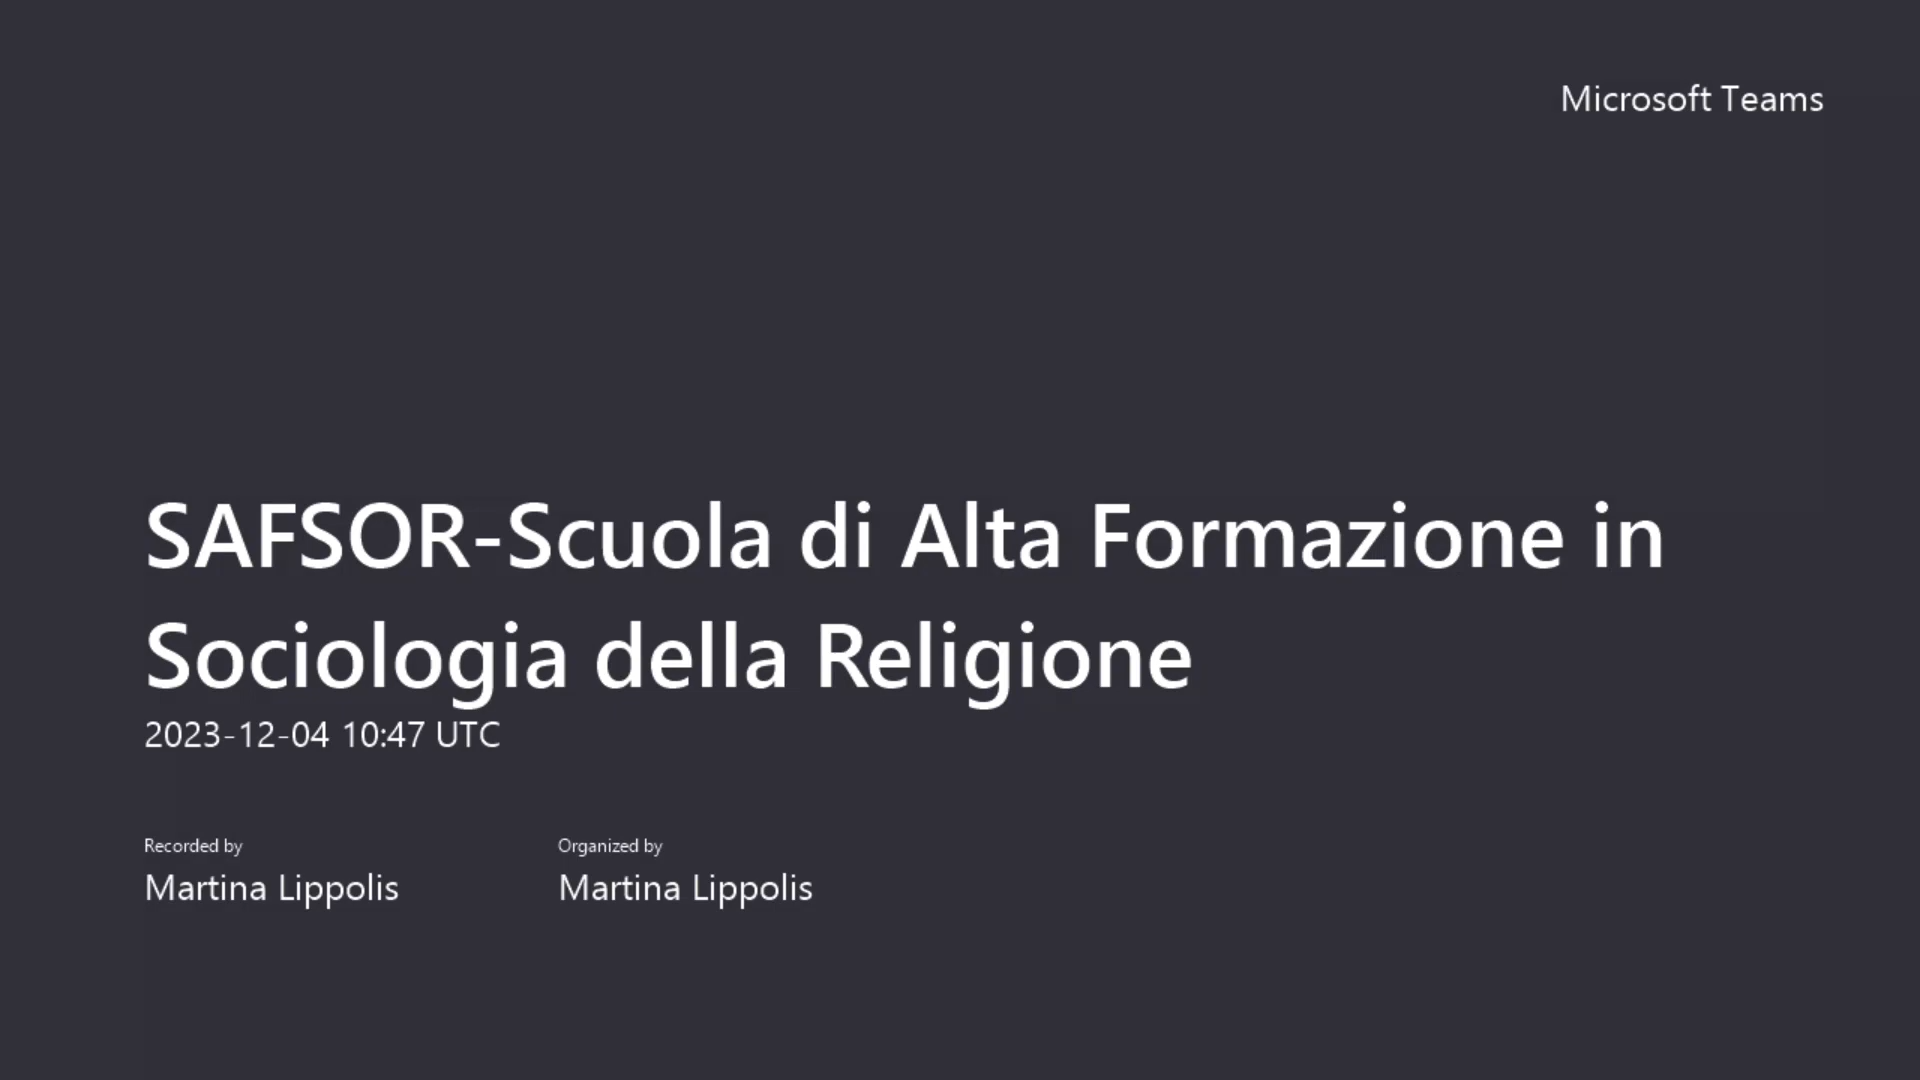 Microsoft Teams
SAFSOR-Scuola di Alta Formazione in
Sociologia della Religione
2023-12-04 10:47 UTC
Recorded by
Martina Lippolis
Organized by
Martina Lippolis